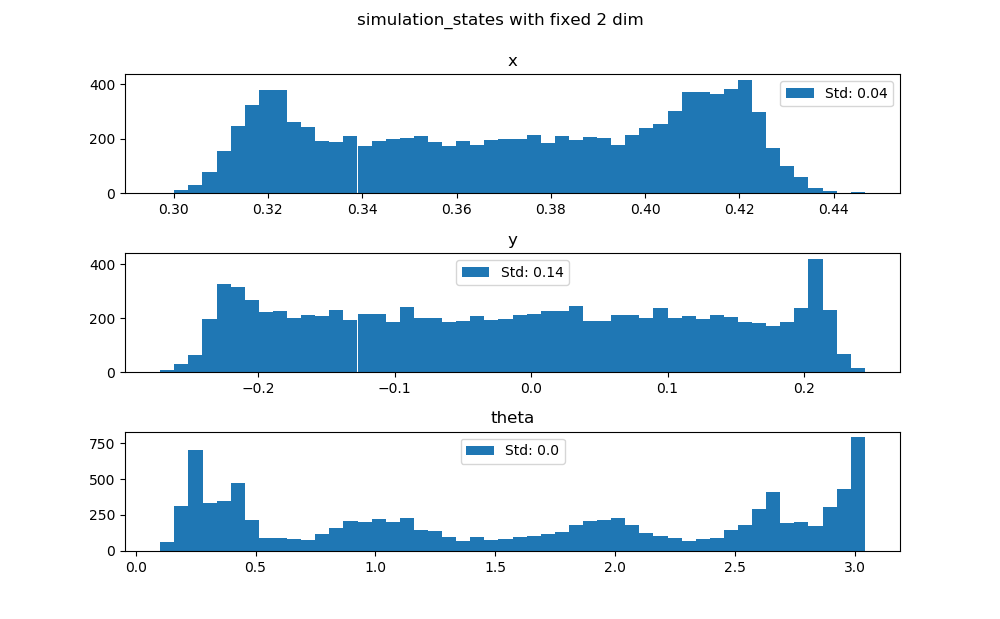 simulation_states with fixed 2 dim
x
400
200
0
Std: 0.04
0.30 0.32 0.34 0.36 0.38 0.40 0.42 0.44
y
400
200
0
Std: 0.14
−0.2 −0.1 0.0 0.1 0.2
theta
750
500
250
0
Std: 0.0
0.0 0.5 1.0 1.5 2.0 2.5 3.0